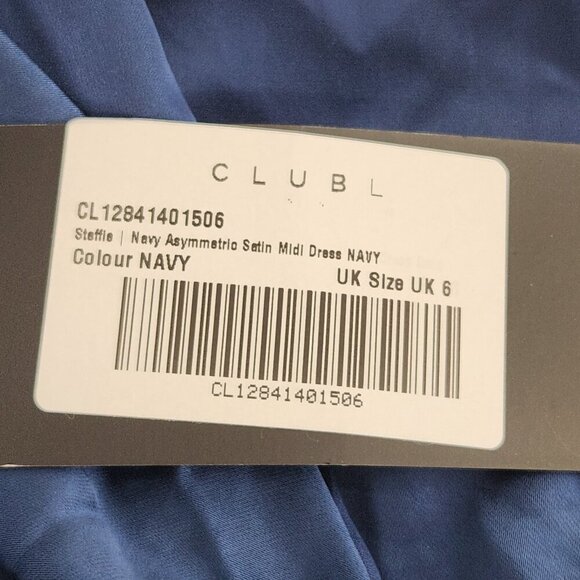 CLUBL
CL12841401506
Steffie | Navy Asymmetric Satin Midi Dress NAVY
Colour NAVY UK Size UK 6
CL12841401506